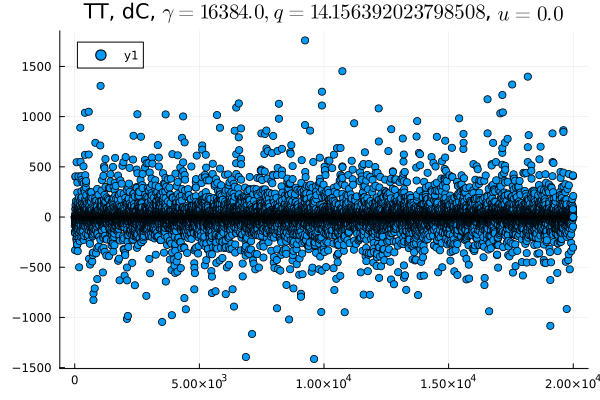 TT, dC, γ = 16384.0, q = 14.156392023798508, u = 0.0
y1
1500
1000
500
0
−500
−1000
−1500
0 5.00×10³ 1.00×10⁴ 1.50×10⁴ 2.00×10⁴